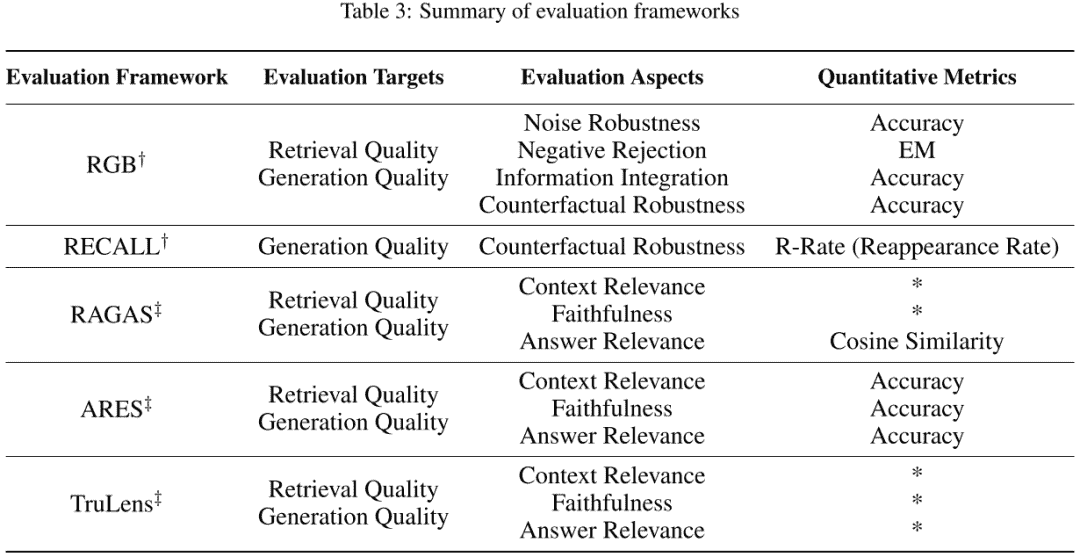 Table 3: Summary of evaluation frameworks
Evaluation Framework Evaluation Targets Evaluation Aspects Quantitative Metrics
RGB† Retrieval Quality Generation Quality Noise Robustness Accuracy
Negative Rejection EM
Information Integration Accuracy
Counterfactual Robustness Accuracy
RECALL† Generation Quality Counterfactual Robustness R-Rate (Reappearance Rate)
RAGAS‡ Retrieval Quality Generation Quality Context Relevance *
Faithfulness *
Answer Relevance Cosine Similarity
ARES‡ Retrieval Quality Generation Quality Context Relevance Accuracy
Faithfulness Accuracy
Answer Relevance Accuracy
TruLens‡ Retrieval Quality Generation Quality Context Relevance *
Faithfulness *
Answer Relevance *